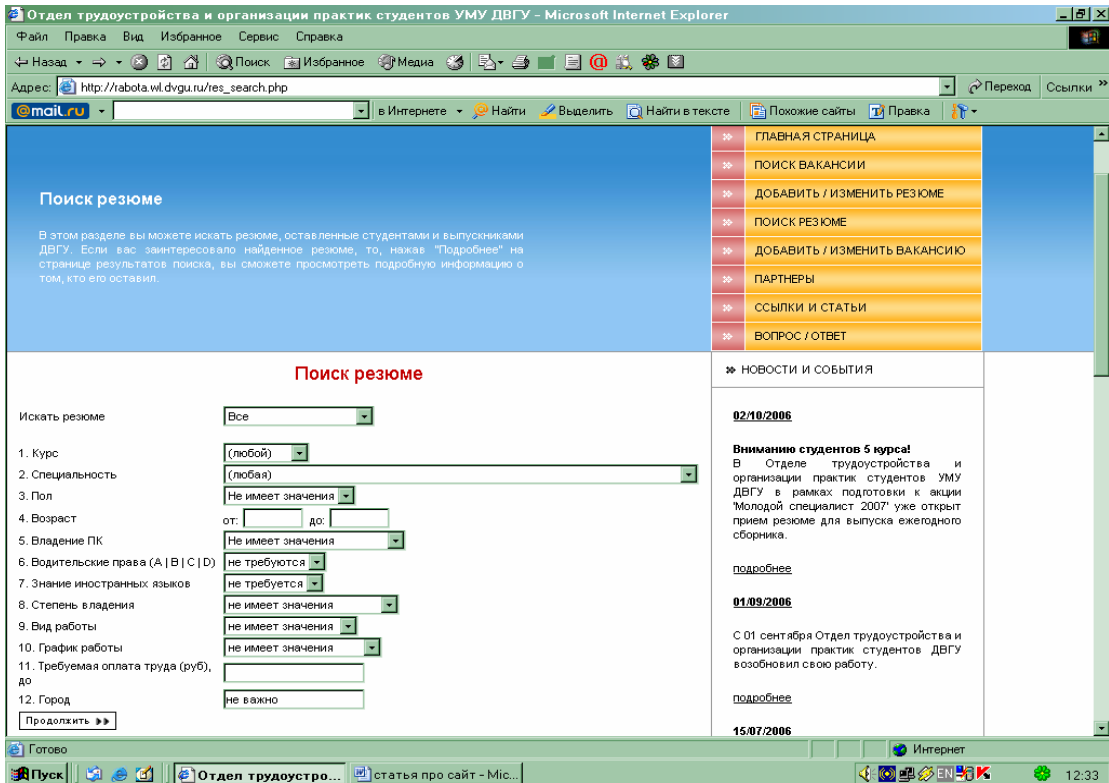 Отдел трудоустройства и организации практик студентов УМУ ДВГУ - Microsoft Internet Explorer
Файл Правка Вид Избранное Сервис Справка
Назад Поиск Избранное Медиа
Адрес: http://rabota.wl.dvgu.ru/res_search.php Переход Ссылки »
@mail.ru в Интернете Найти Выделить Найти в тексте Похожие сайты Правка
ГЛАВНАЯ СТРАНИЦА
ПОИСК ВАКАНСИИ
ДОБАВИТЬ / ИЗМЕНИТЬ РЕЗЮМЕ
ПОИСК РЕЗЮМЕ
ДОБАВИТЬ / ИЗМЕНИТЬ ВАКАНСИЮ
ПАРТНЕРЫ
ССЫЛКИ И СТАТЬИ
ВОПРОС / ОТВЕТ
Поиск резюме
В этом разделе вы можете искать резюме, оставленные студентами и выпускниками
ДВГУ. Если вас заинтересовало найденное резюме, то, нажав "Подробнее" на
странице результатов поиска, вы сможете просмотреть подробную информацию о
том, кто его оставил.
Поиск резюме
Искать резюме Все
1. Курс (любой)
2. Специальность (любая)
3. Пол Не имеет значения
4. Возраст от: до:
5. Владение ПК Не имеет значения
6. Водительские права (A | B | C | D) не требуются
7. Знание иностранных языков не требуется
8. Степень владения не имеет значения
9. Вид работы не имеет значения
10. График работы не имеет значения
11. Требуемая оплата труда (руб),
до
12. Город не важно
Продолжить
НОВОСТИ И СОБЫТИЯ
02/10/2006
Вниманию студентов 5 курса!
В Отделе трудоустройства и
организации практик студентов УМУ
ДВГУ в рамках подготовки к акции
'Молодой специалист 2007' уже открыт
прием резюме для выпуска ежегодного
сборника.
подробнее
01/09/2006
С 01 сентября Отдел трудоустройства и
организации практик студентов ДВГУ
возобновил свою работу.
подробнее
15/07/2006
Готово Интернет
Пуск Отдел трудоустро... статья про сайт - Mic... EN 12:33